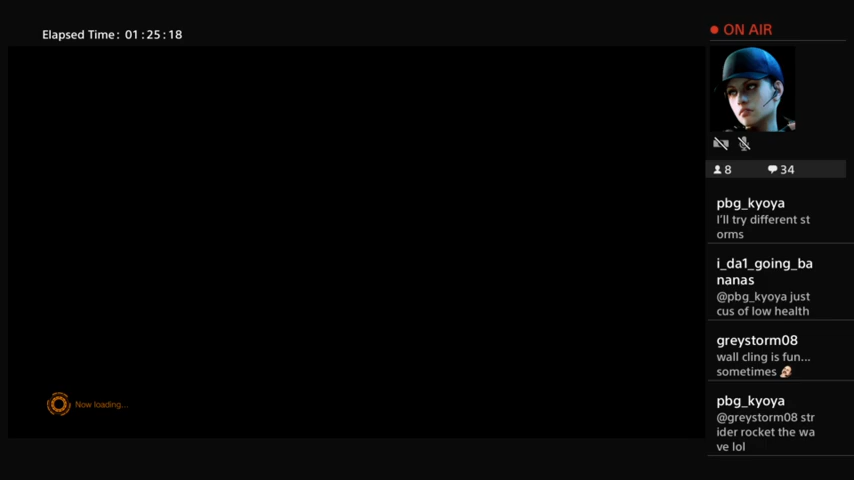 Elapsed Time: 01:25:18
ON AIR
8 34
pbg_kyoya
I'll try different st
orms
i_da1_going_ba
nanas
@pbg_kyoya just
cus of low health
greystorm08
wall cling is fun...
sometimes
pbg_kyoya
@greystorm08 str
ider rocket the wa
ve lol
Now loading...